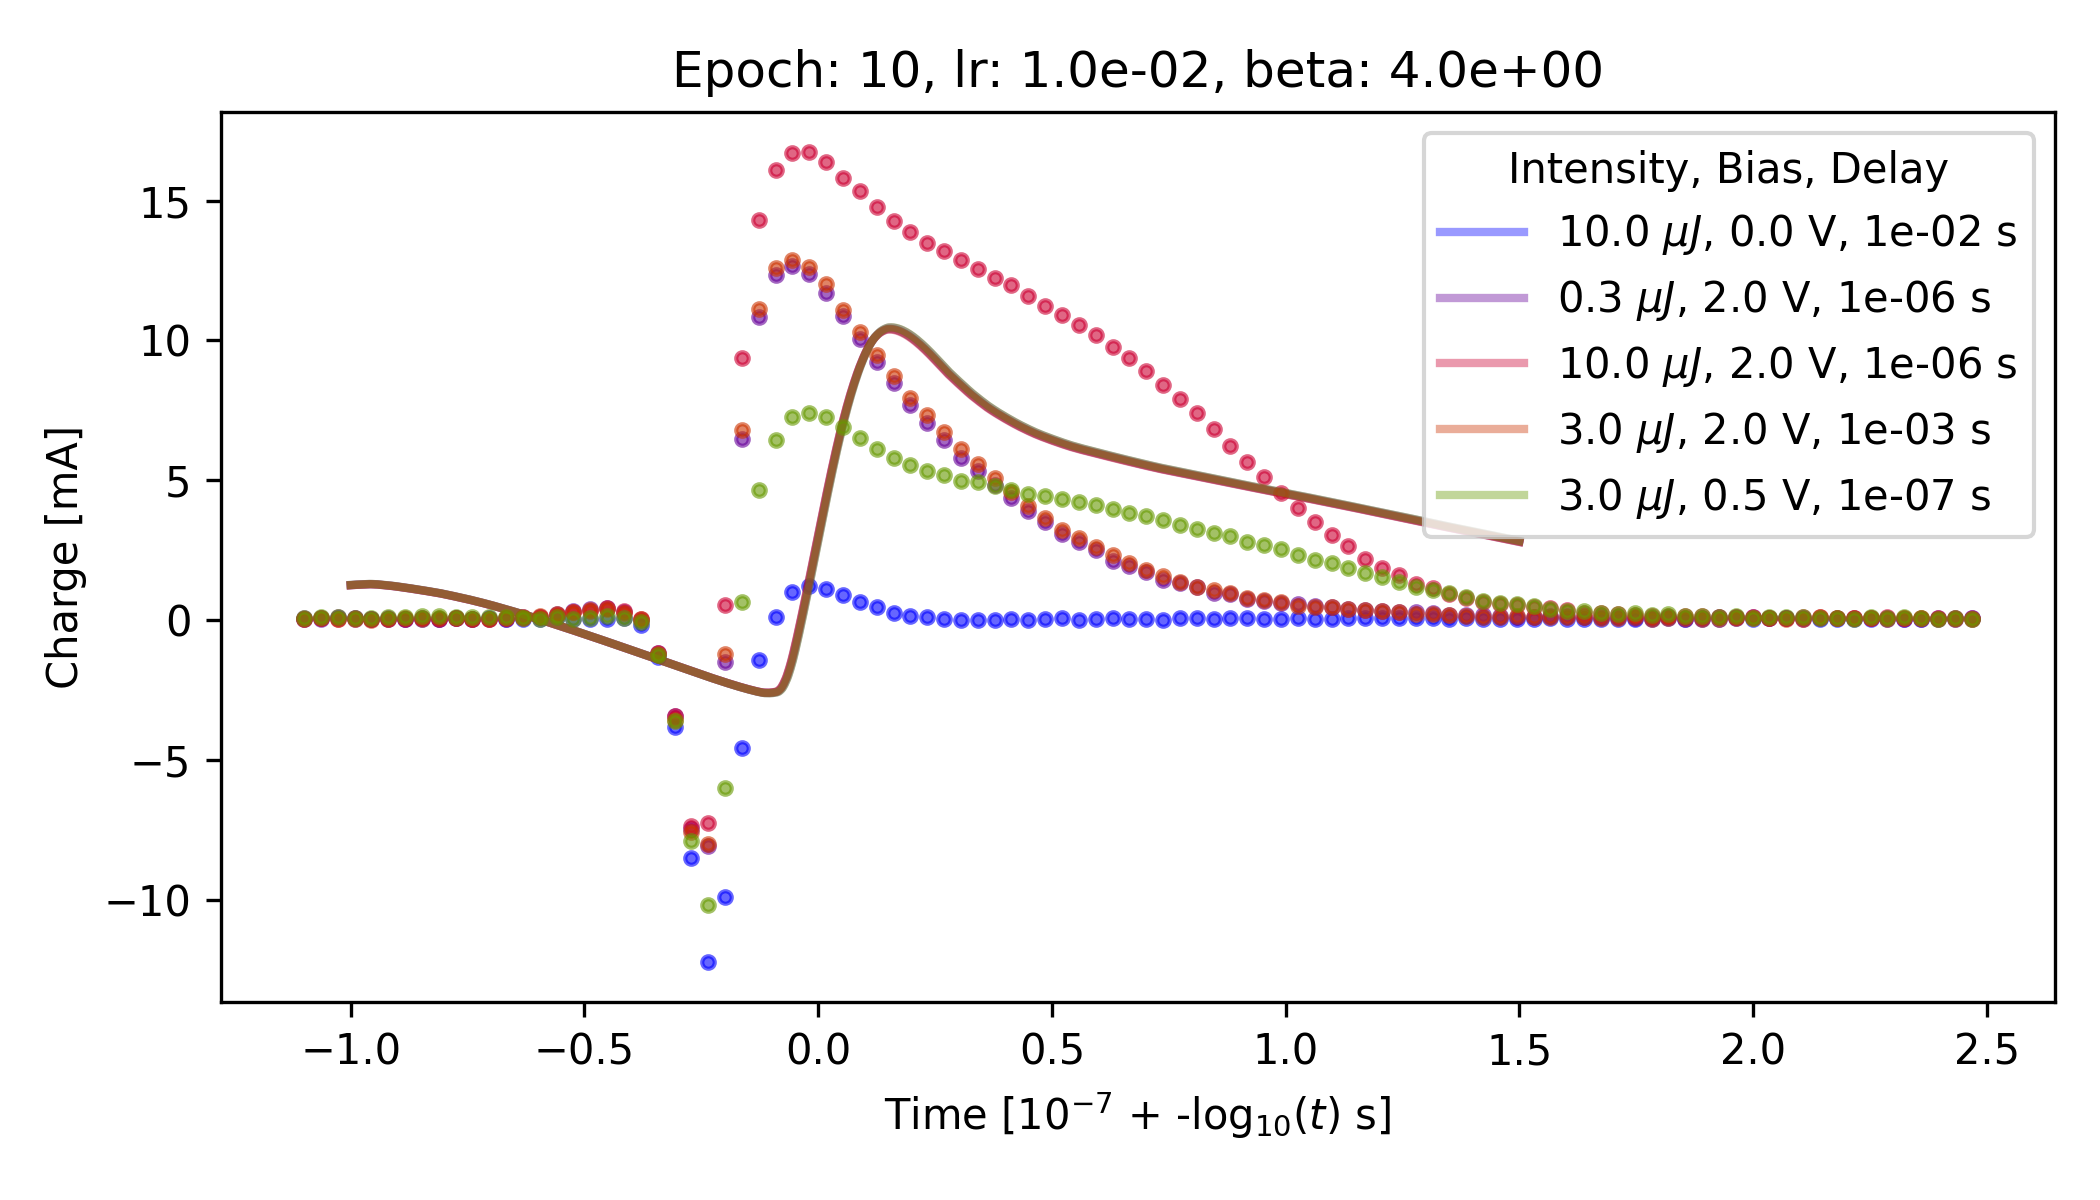 Epoch: 10, lr: 1.0e-02, beta: 4.0e+00
Charge [mA]
15
10
5
0
−5
−10
Intensity, Bias, Delay
10.0 μJ, 0.0 V, 1e-02 s
0.3 μJ, 2.0 V, 1e-06 s
10.0 μJ, 2.0 V, 1e-06 s
3.0 μJ, 2.0 V, 1e-03 s
3.0 μJ, 0.5 V, 1e-07 s
−1.0 −0.5 0.0 0.5 1.0 1.5 2.0 2.5
Time [10⁻⁷ + -log₁₀(t) s]